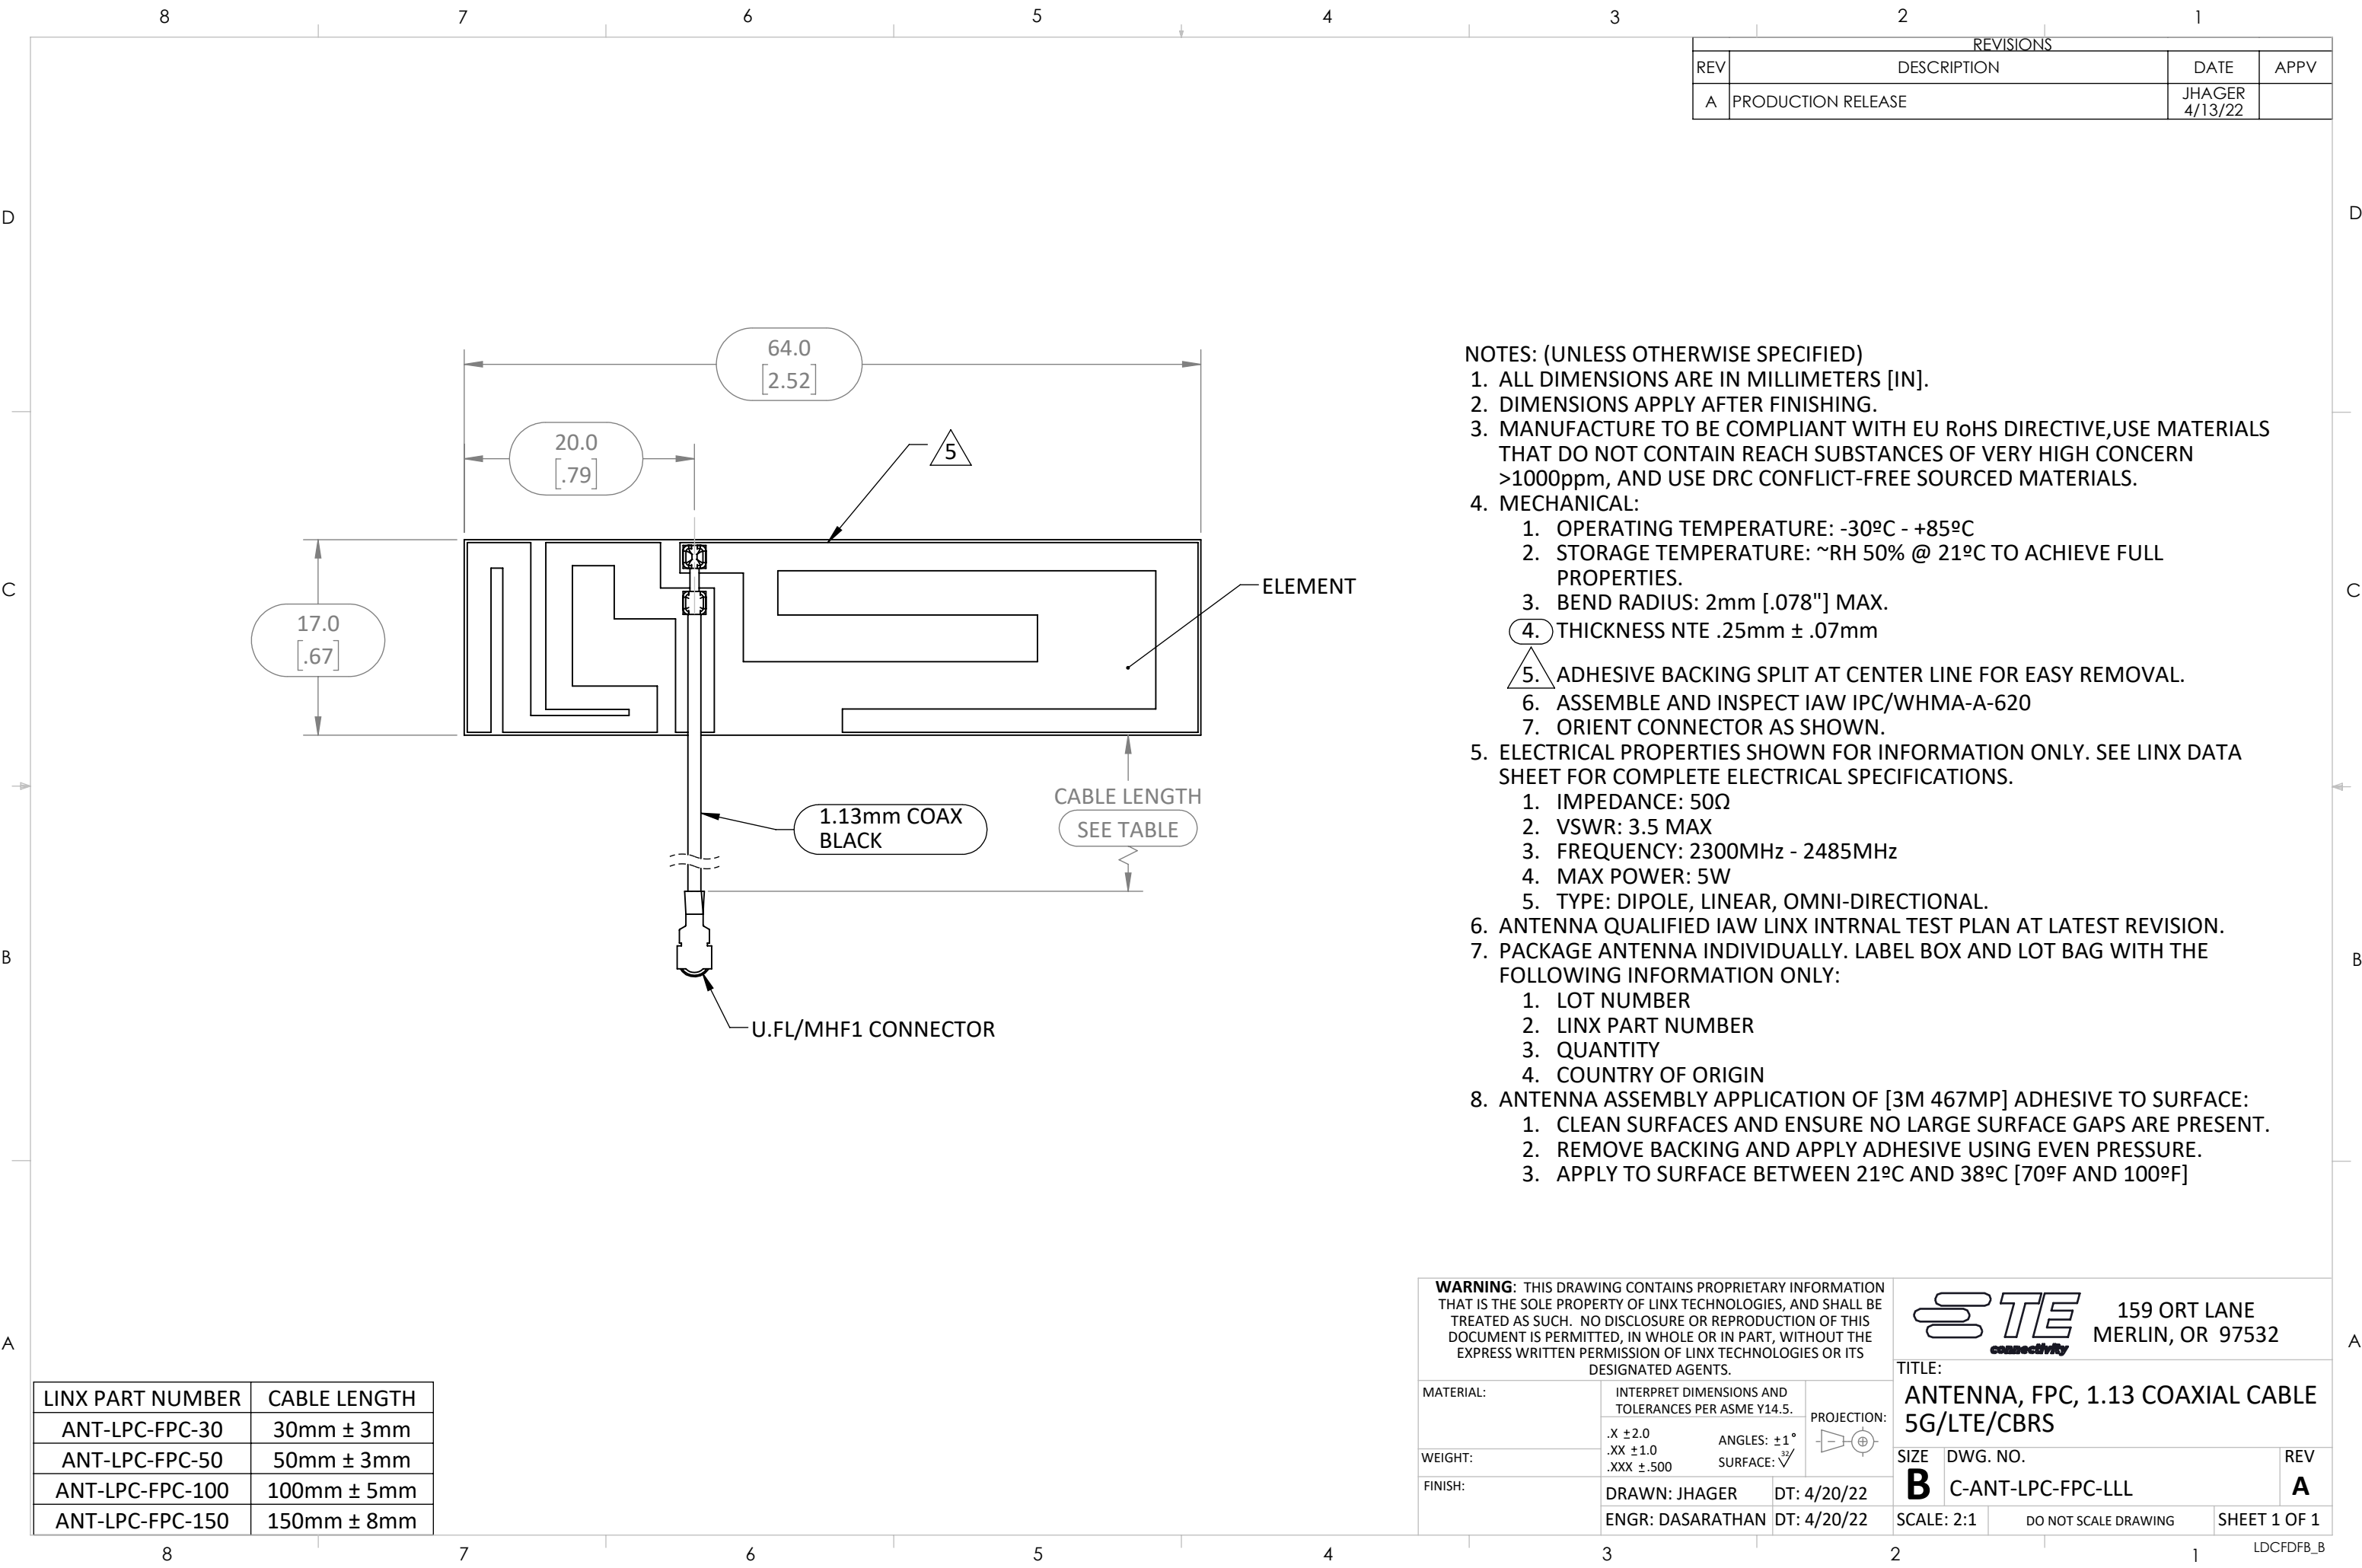 8 7 6 5 4 3 2 1
REVISIONS
REV DESCRIPTION DATE APPV
A PRODUCTION RELEASE JHAGER 4/13/22
D D
64.0
[2.52]
20.0
[.79]
5
17.0
[.67]
ELEMENT
C C
CABLE LENGTH
SEE TABLE
1.13mm COAX
BLACK
U.FL/MHF1 CONNECTOR
B B
NOTES: (UNLESS OTHERWISE SPECIFIED)
1. ALL DIMENSIONS ARE IN MILLIMETERS [IN].
2. DIMENSIONS APPLY AFTER FINISHING.
3. MANUFACTURE TO BE COMPLIANT WITH EU RoHS DIRECTIVE,USE MATERIALS
THAT DO NOT CONTAIN REACH SUBSTANCES OF VERY HIGH CONCERN
>1000ppm, AND USE DRC CONFLICT-FREE SOURCED MATERIALS.
4. MECHANICAL:
1. OPERATING TEMPERATURE: -30ºC - +85ºC
2. STORAGE TEMPERATURE: ~RH 50% @ 21ºC TO ACHIEVE FULL
PROPERTIES.
3. BEND RADIUS: 2mm [.078"] MAX.
4. THICKNESS NTE .25mm ± .07mm
5. ADHESIVE BACKING SPLIT AT CENTER LINE FOR EASY REMOVAL.
6. ASSEMBLE AND INSPECT IAW IPC/WHMA-A-620
7. ORIENT CONNECTOR AS SHOWN.
5. ELECTRICAL PROPERTIES SHOWN FOR INFORMATION ONLY. SEE LINX DATA
SHEET FOR COMPLETE ELECTRICAL SPECIFICATIONS.
1. IMPEDANCE: 50Ω
2. VSWR: 3.5 MAX
3. FREQUENCY: 2300MHz - 2485MHz
4. MAX POWER: 5W
5. TYPE: DIPOLE, LINEAR, OMNI-DIRECTIONAL.
6. ANTENNA QUALIFIED IAW LINX INTRNAL TEST PLAN AT LATEST REVISION.
7. PACKAGE ANTENNA INDIVIDUALLY. LABEL BOX AND LOT BAG WITH THE
FOLLOWING INFORMATION ONLY:
1. LOT NUMBER
2. LINX PART NUMBER
3. QUANTITY
4. COUNTRY OF ORIGIN
8. ANTENNA ASSEMBLY APPLICATION OF [3M 467MP] ADHESIVE TO SURFACE:
1. CLEAN SURFACES AND ENSURE NO LARGE SURFACE GAPS ARE PRESENT.
2. REMOVE BACKING AND APPLY ADHESIVE USING EVEN PRESSURE.
3. APPLY TO SURFACE BETWEEN 21ºC AND 38ºC [70ºF AND 100ºF]
A A
LINX PART NUMBER CABLE LENGTH
ANT-LPC-FPC-30 30mm ± 3mm
ANT-LPC-FPC-50 50mm ± 3mm
ANT-LPC-FPC-100 100mm ± 5mm
ANT-LPC-FPC-150 150mm ± 8mm
WARNING: THIS DRAWING CONTAINS PROPRIETARY INFORMATION
THAT IS THE SOLE PROPERTY OF LINX TECHNOLOGIES, AND SHALL BE
TREATED AS SUCH. NO DISCLOSURE OR REPRODUCTION OF THIS
DOCUMENT IS PERMITTED, IN WHOLE OR IN PART, WITHOUT THE
EXPRESS WRITTEN PERMISSION OF LINX TECHNOLOGIES OR ITS
DESIGNATED AGENTS.
MATERIAL:
WEIGHT:
FINISH:
INTERPRET DIMENSIONS AND
TOLERANCES PER ASME Y14.5.
.X ±2.0
.XX ±1.0
.XXX ±.500
ANGLES: ±1°
SURFACE: 32
PROJECTION:
DRAWN: JHAGER DT: 4/20/22
ENGR: DASARATHAN DT: 4/20/22
TE
connectivity
159 ORT LANE
MERLIN, OR 97532
TITLE:
ANTENNA, FPC, 1.13 COAXIAL CABLE
5G/LTE/CBRS
SIZE DWG. NO. REV
B C-ANT-LPC-FPC-LLL A
SCALE: 2:1 DO NOT SCALE DRAWING SHEET 1 OF 1
8 7 6 5 4 3 2 1
LDCFDFB_B